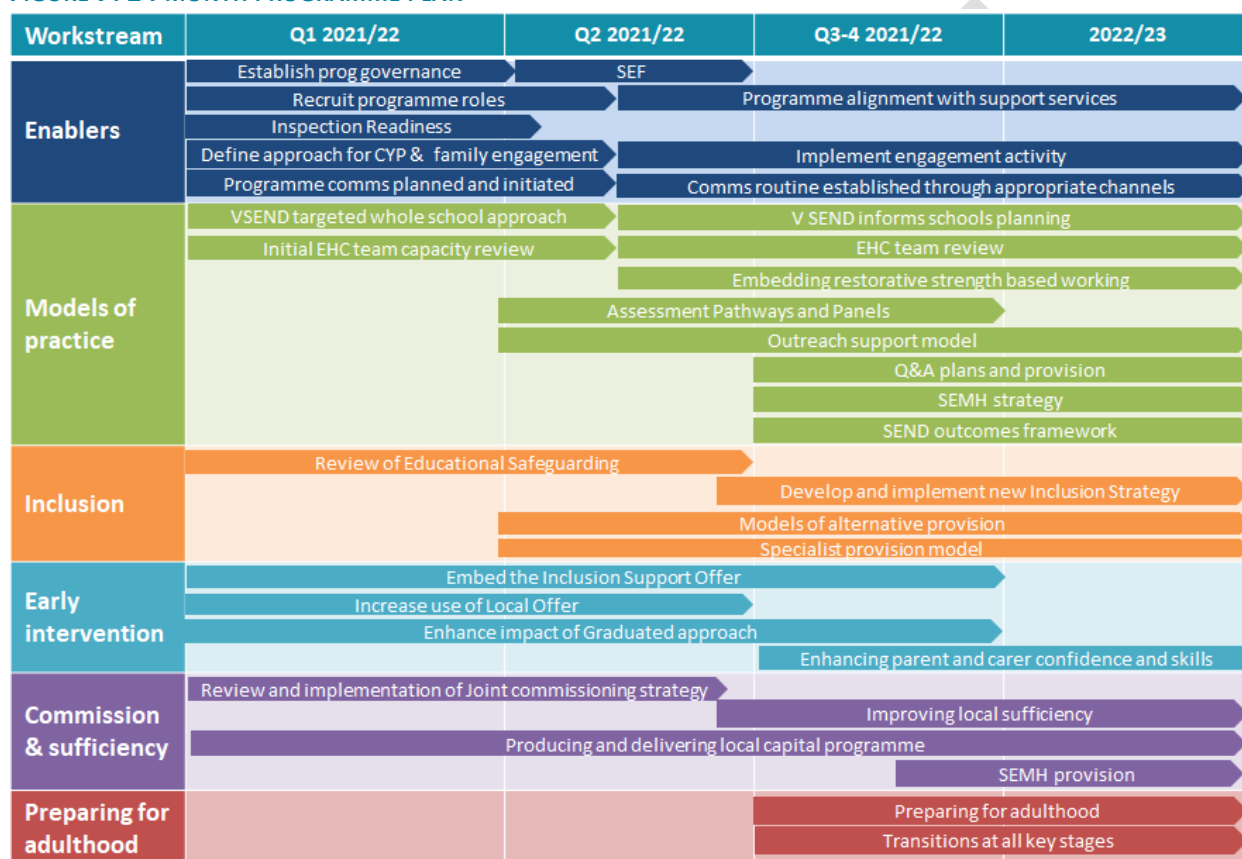 Workstream
Q1 2021/22
Q2 2021/22
Q3-4 2021/22
2022/23
Enablers
Establish prog governance
SEF
Recruit programme roles
Programme alignment with support services
Inspection Readiness
Define approach for CYP & family engagement
Implement engagement activity
Programme comms planned and initiated
Comms routine established through appropriate channels
Models of
practice
VSEND targeted whole school approach
V SEND informs schools planning
Initial EHC team capacity review
EHC team review
Embedding restorative strength based working
Assessment Pathways and Panels
Outreach support model
Q&A plans and provision
SEMH strategy
SEND outcomes framework
Inclusion
Review of Educational Safeguarding
Develop and implement new Inclusion Strategy
Models of alternative provision
Specialist provision model
Early
intervention
Embed the Inclusion Support Offer
Increase use of Local Offer
Enhance impact of Graduated approach
Enhancing parent and carer confidence and skills
Commission
& sufficiency
Review and implementation of Joint commissioning strategy
Improving local sufficiency
Producing and delivering local capital programme
SEMH provision
Preparing for
adulthood
Preparing for adulthood
Transitions at all key stages